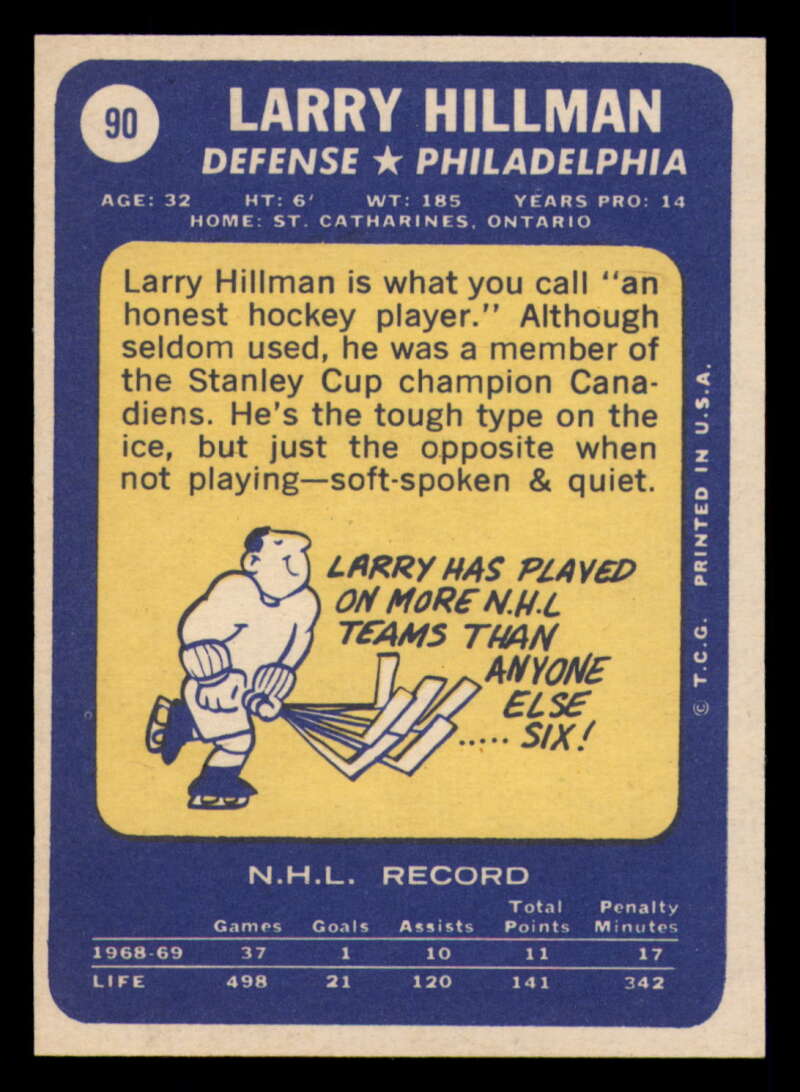 90
LARRY HILLMAN
DEFENSE ★ PHILADELPHIA
AGE: 32 HT: 6' WT: 185 YEARS PRO: 14
HOME: ST. CATHARINES, ONTARIO
Larry Hillman is what you call "an
honest hockey player." Although
seldom used, he was a member of
the Stanley Cup champion Cana-
diens. He's the tough type on the
ice, but just the opposite when
not playing—soft-spoken & quiet.
LARRY HAS PLAYED
ON MORE N.H.L
TEAMS THAN
ANYONE
ELSE
..... SIX!
© T.C.G. PRINTED IN U.S.A.
N.H.L. RECORD
Games Goals Assists Total Points Penalty Minutes
1968-69 37 1 10 11 17
LIFE 498 21 120 141 342